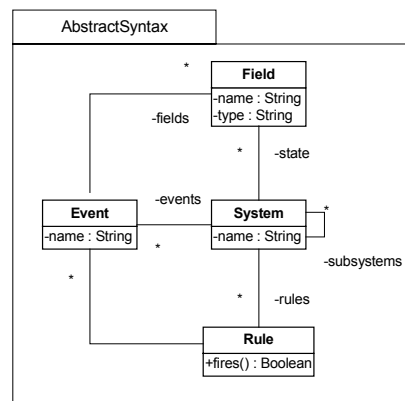 AbstractSyntax
*
Field
-name : String
-type : String
-fields
*
-state
-events
Event
-name : String
*
System
-name : String
*
-subsystems
*
*
-rules
Rule
+fires() : Boolean